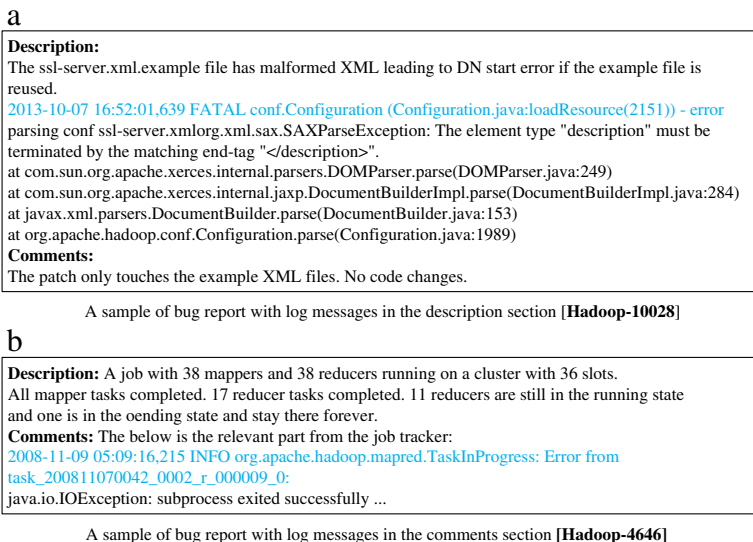 a
Description:
The ssl-server.xml.example file has malformed XML leading to DN start error if the example file is
reused.
2013-10-07 16:52:01,639 FATAL conf.Configuration (Configuration.java:loadResource(2151)) - error
parsing conf ssl-server.xmlorg.xml.sax.SAXParseException: The element type "description" must be
terminated by the matching end-tag "</description>".
at com.sun.org.apache.xerces.internal.parsers.DOMParser.parse(DOMParser.java:249)
at com.sun.org.apache.xerces.internal.jaxp.DocumentBuilderImpl.parse(DocumentBuilderImpl.java:284)
at javax.xml.parsers.DocumentBuilder.parse(DocumentBuilder.java:153)
at org.apache.hadoop.conf.Configuration.parse(Configuration.java:1989)
Comments:
The patch only touches the example XML files. No code changes.
A sample of bug report with log messages in the description section [Hadoop-10028]
b
Description: A job with 38 mappers and 38 reducers running on a cluster with 36 slots.
All mapper tasks completed. 17 reducer tasks completed. 11 reducers are still in the running state
and one is in the oending state and stay there forever.
Comments: The below is the relevant part from the job tracker:
2008-11-09 05:09:16,215 INFO org.apache.hadoop.mapred.TaskInProgress: Error from
task_200811070042_0002_r_000009_0:
java.io.IOException: subprocess exited successfully ...
A sample of bug report with log messages in the comments section [Hadoop-4646]